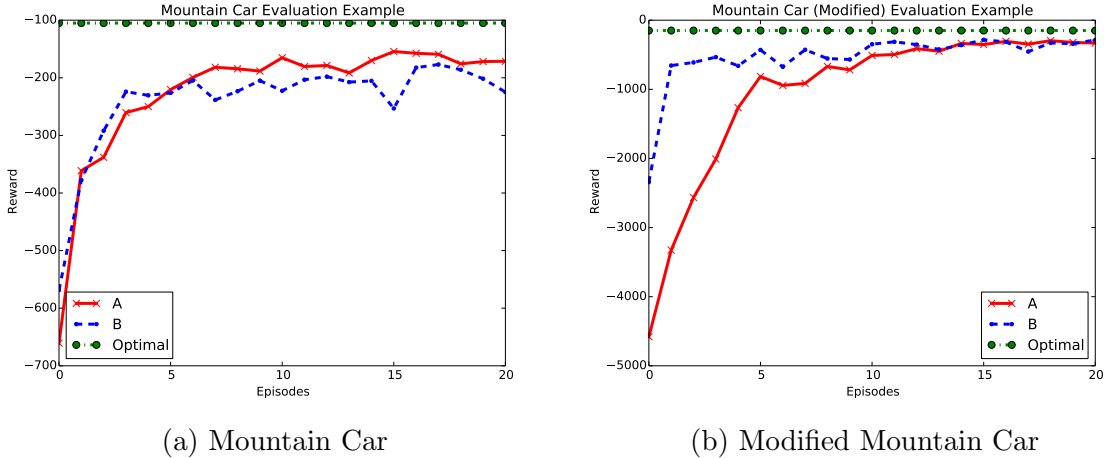 Mountain Car Evaluation Example
−100
−200
−300
−400
−500
−600
−700
Reward
A
B
Optimal
0
5
10
15
20
Episodes
(a) Mountain Car
Mountain Car (Modified) Evaluation Example
0
−1000
−2000
−3000
−4000
−5000
Reward
A
B
Optimal
0
5
10
15
20
Episodes
(b) Modified Mountain Car